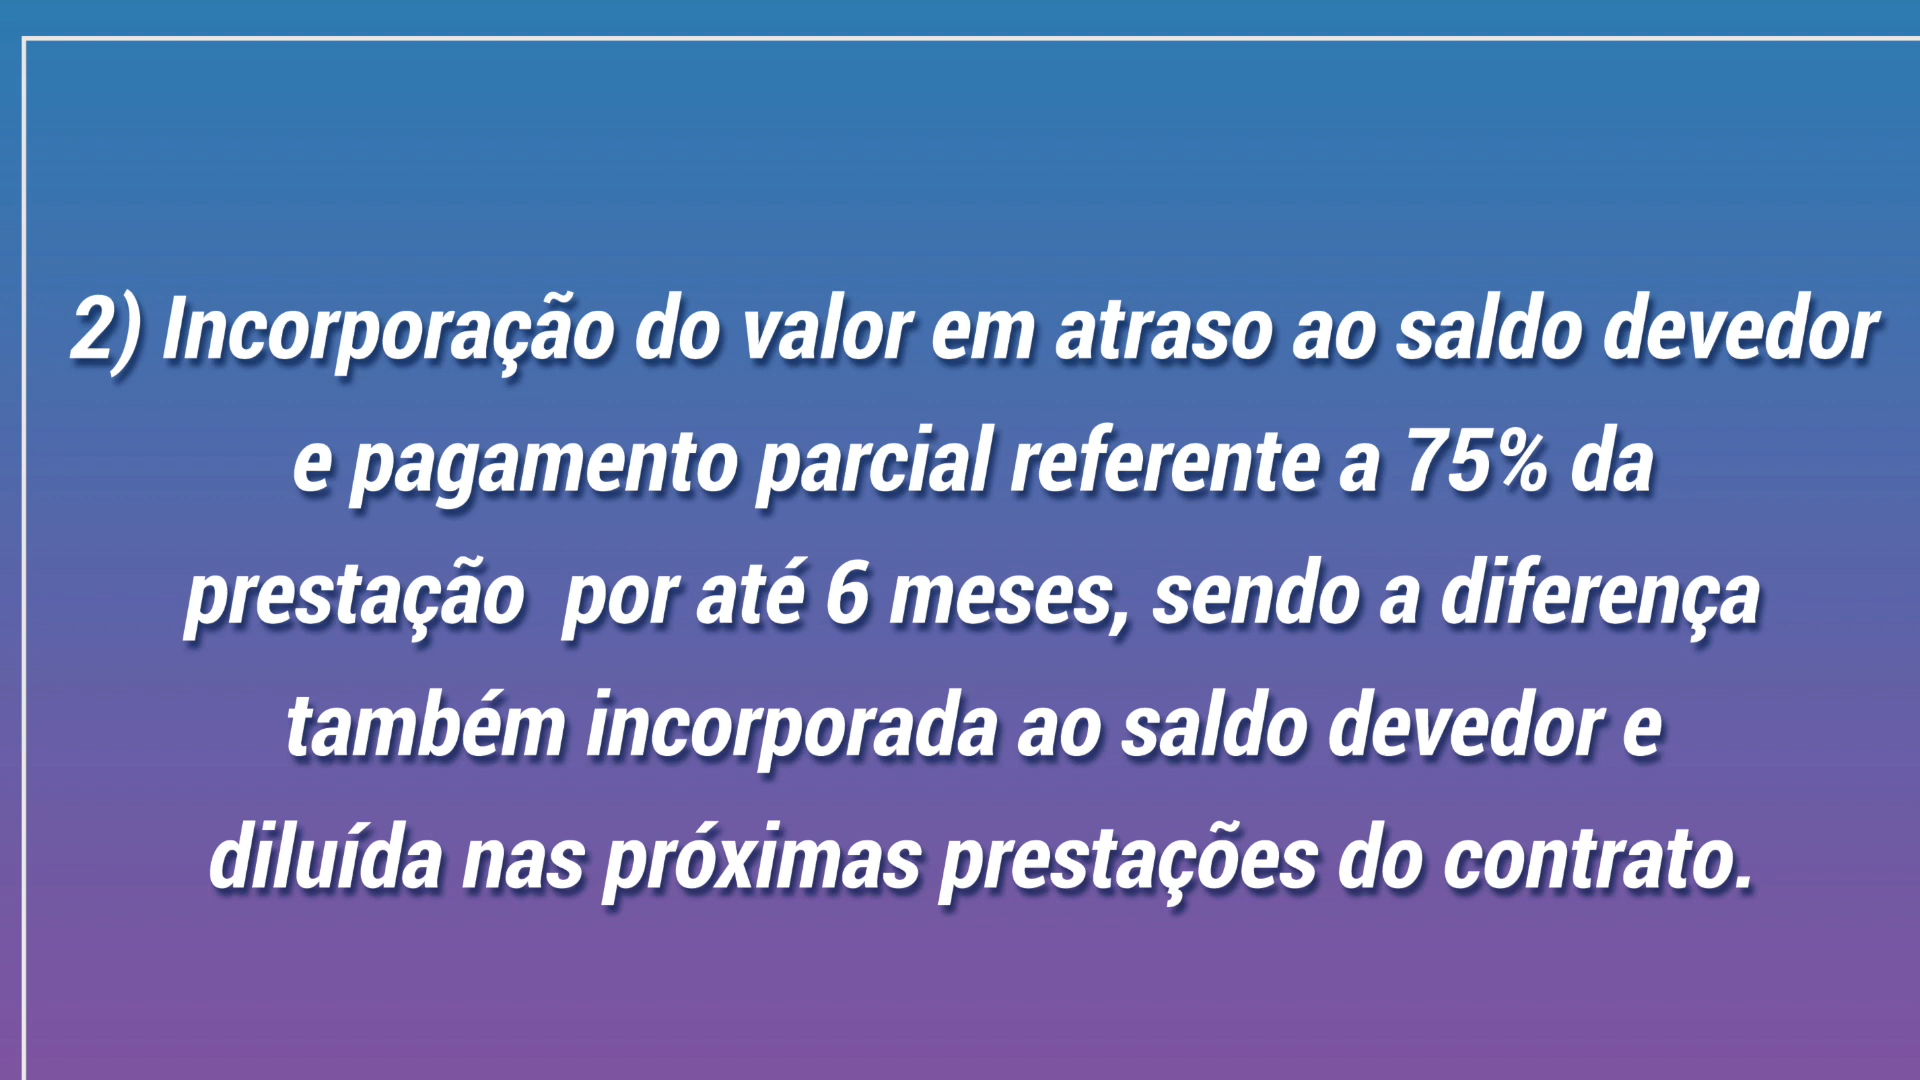 2) Incorporação do valor em atraso ao saldo devedor
e pagamento parcial referente a 75% da
prestação por até 6 meses, sendo a diferença
também incorporada ao saldo devedor e
diluída nas próximas prestações do contrato.